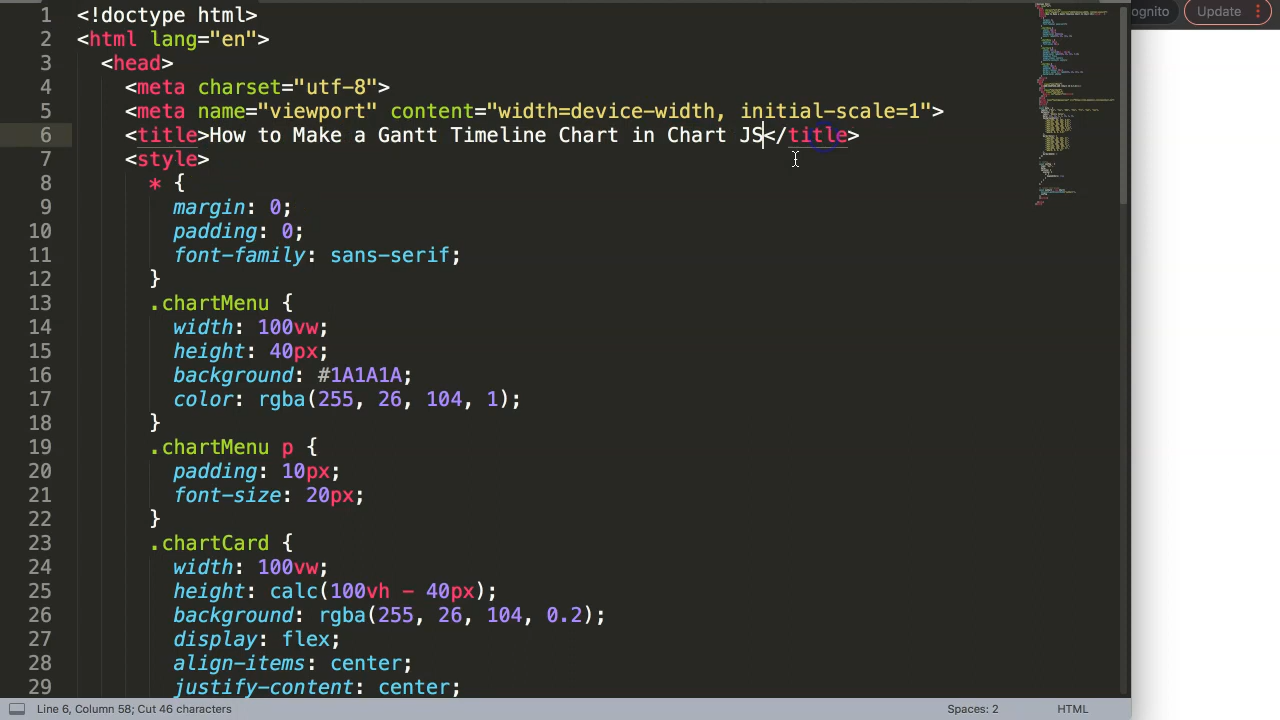 1 <!doctype html>
2 <html lang="en">
3 <head>
4 <meta charset="utf-8">
5 <meta name="viewport" content="width=device-width, initial-scale=1">
6 <title>How to Make a Gantt Timeline Chart in Chart JS</title>
7 <style>
8 * {
9 margin: 0;
10 padding: 0;
11 font-family: sans-serif;
12 }
13 .chartMenu {
14 width: 100vw;
15 height: 40px;
16 background: #1A1A1A;
17 color: rgba(255, 26, 104, 1);
18 }
19 .chartMenu p {
20 padding: 10px;
21 font-size: 20px;
22 }
23 .chartCard {
24 width: 100vw;
25 height: calc(100vh - 40px);
26 background: rgba(255, 26, 104, 0.2);
27 display: flex;
28 align-items: center;
29 justify-content: center;
ognito Update
Line 6, Column 58; Cut 46 characters
Spaces: 2
HTML